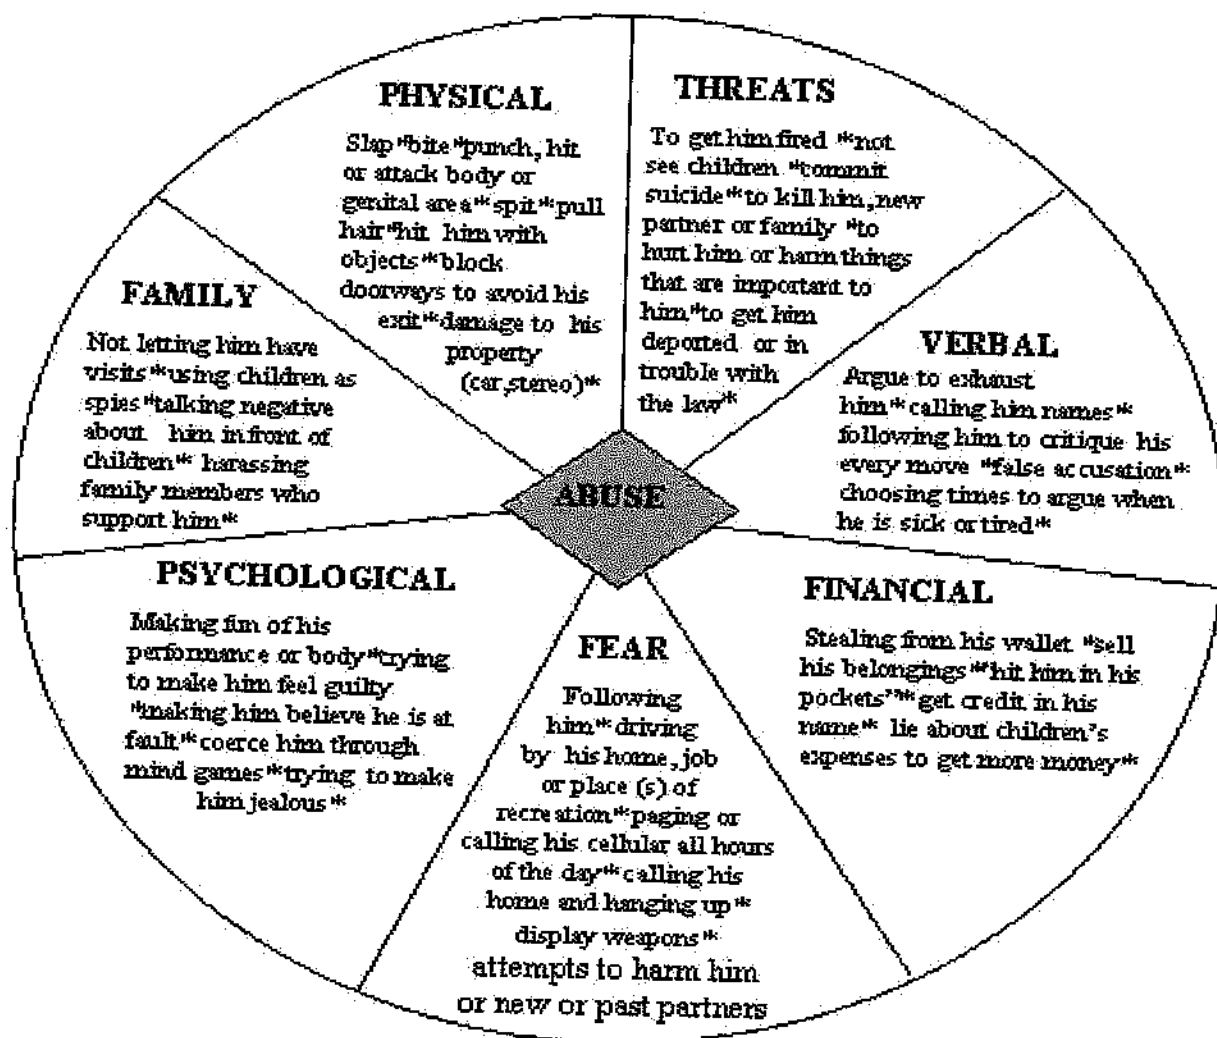 PHYSICAL
Slap*bite*punch, hit
or attack body or
genital area*spit*pull
hair*hit him with
objects*block
doorways to avoid his
exit*damage to his
property
(car,stereo)*
THREATS
To get him fired *not
see children *commit
suicide*to kill him,new
partner or family *to
hurt him or harm things
that are important to
him*to get him
deported or in
trouble with
the law*
VERBAL
Argue to exhaust
him*calling him names*
following him to critique his
every move *false accusation*
choosing times to argue when
he is sick or tired*
FINANCIAL
Stealing from his wallet *sell
his belongings*"hit him in his
pockets"*get credit in his
name* lie about children's
expenses to get more money*
FEAR
Following
him*driving
by his home, job
or place (s) of
recreation*paging or
calling his cellular all hours
of the day*calling his
home and hanging up*
display weapons*
attempts to harm him
or new or past partners
PSYCHOLOGICAL
Making fun of his
performance or body*trying
to make him feel guilty
*making him believe he is at
fault*coerce him through
mind games*trying to make
him jealous*
FAMILY
Not letting him have
visits*using children as
spies*talking negative
about him in front of
children* harassing
family members who
support him*
ABUSE